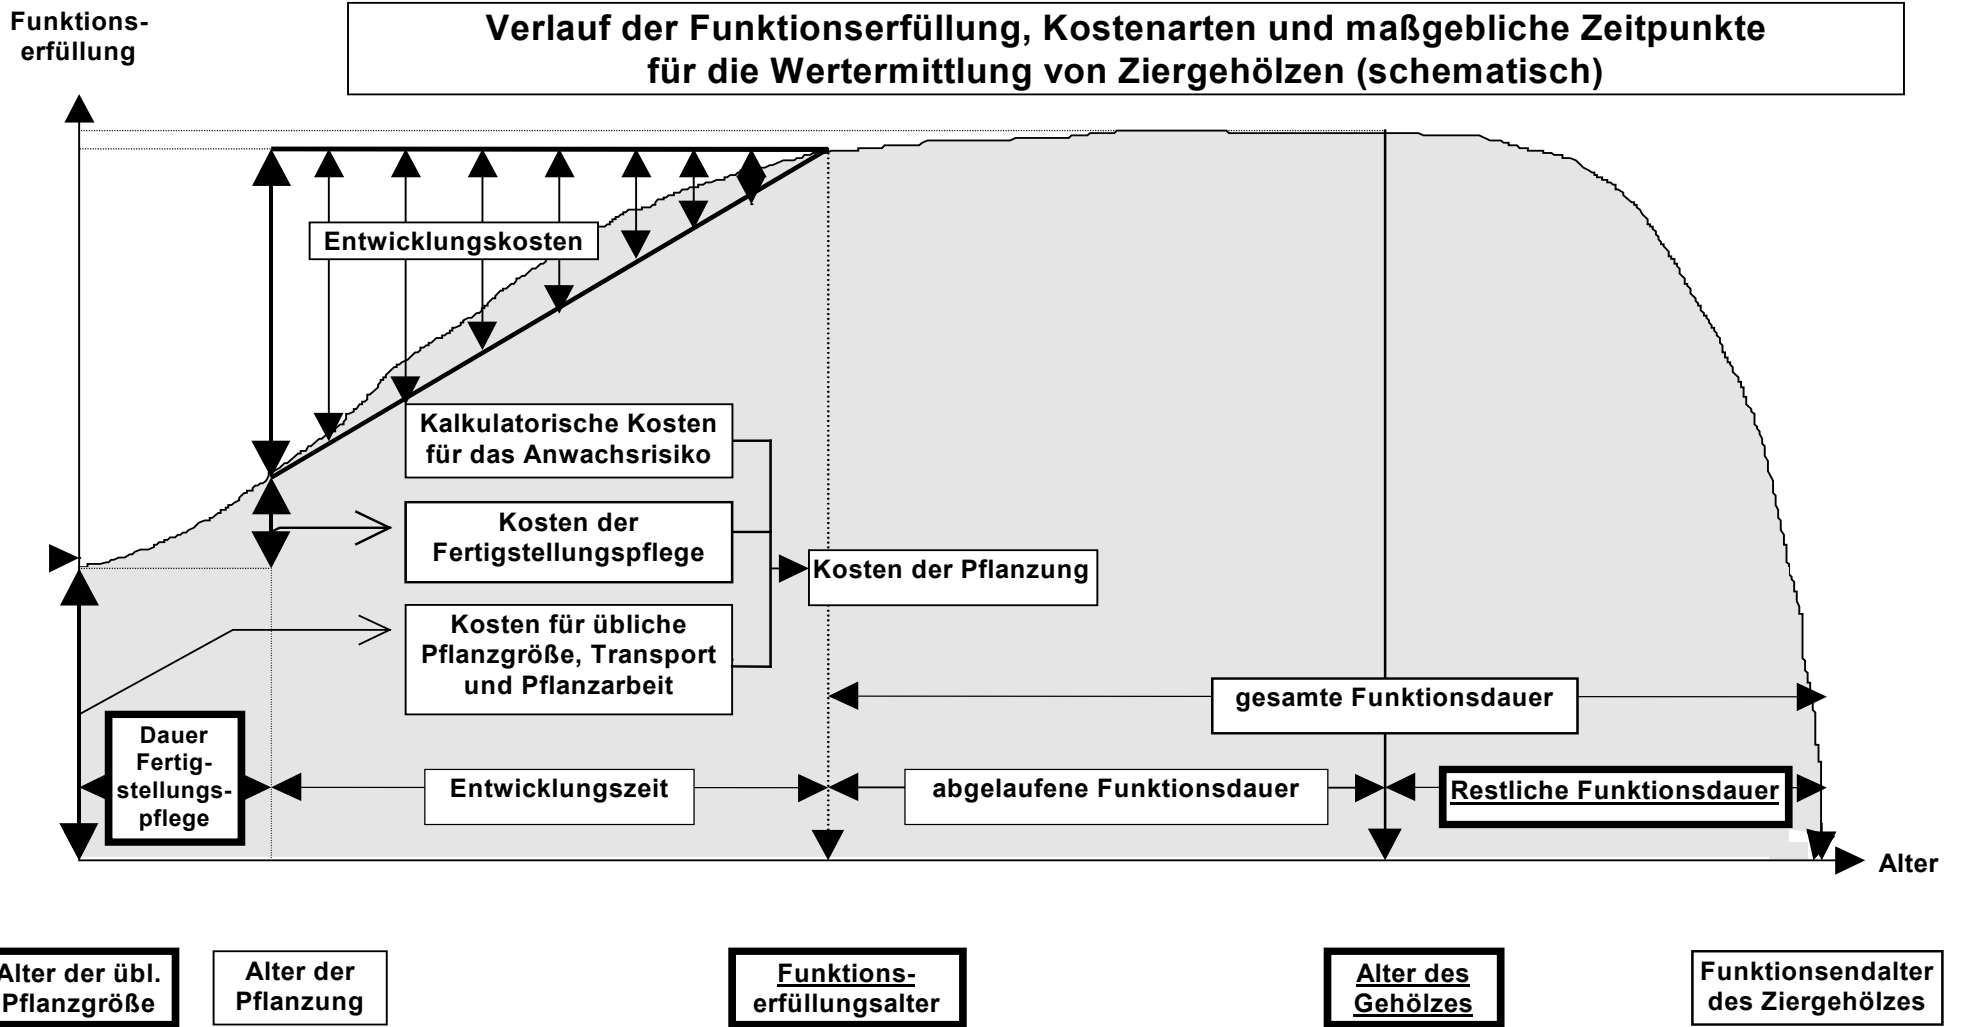 Funktions-
erfüllung
Verlauf der Funktionserfüllung, Kostenarten und maßgebliche Zeitpunkte
für die Wertermittlung von Ziergehölzen (schematisch)
Entwicklungskosten
Kalkulatorische Kosten
für das Anwachsrisiko
Kosten der
Fertigstellungspflege
Kosten der Pflanzung
Kosten für übliche
Pflanzgröße, Transport
und Pflanzarbeit
gesamte Funktionsdauer
Dauer
Fertig-
stellungs-
pflege
Entwicklungszeit
abgelaufene Funktionsdauer
Restliche Funktionsdauer
Alter
Alter der übl.
Pflanzgröße
Alter der
Pflanzung
Funktions-
erfüllungsalter
Alter des
Gehölzes
Funktionsendalter
des Ziergehölzes